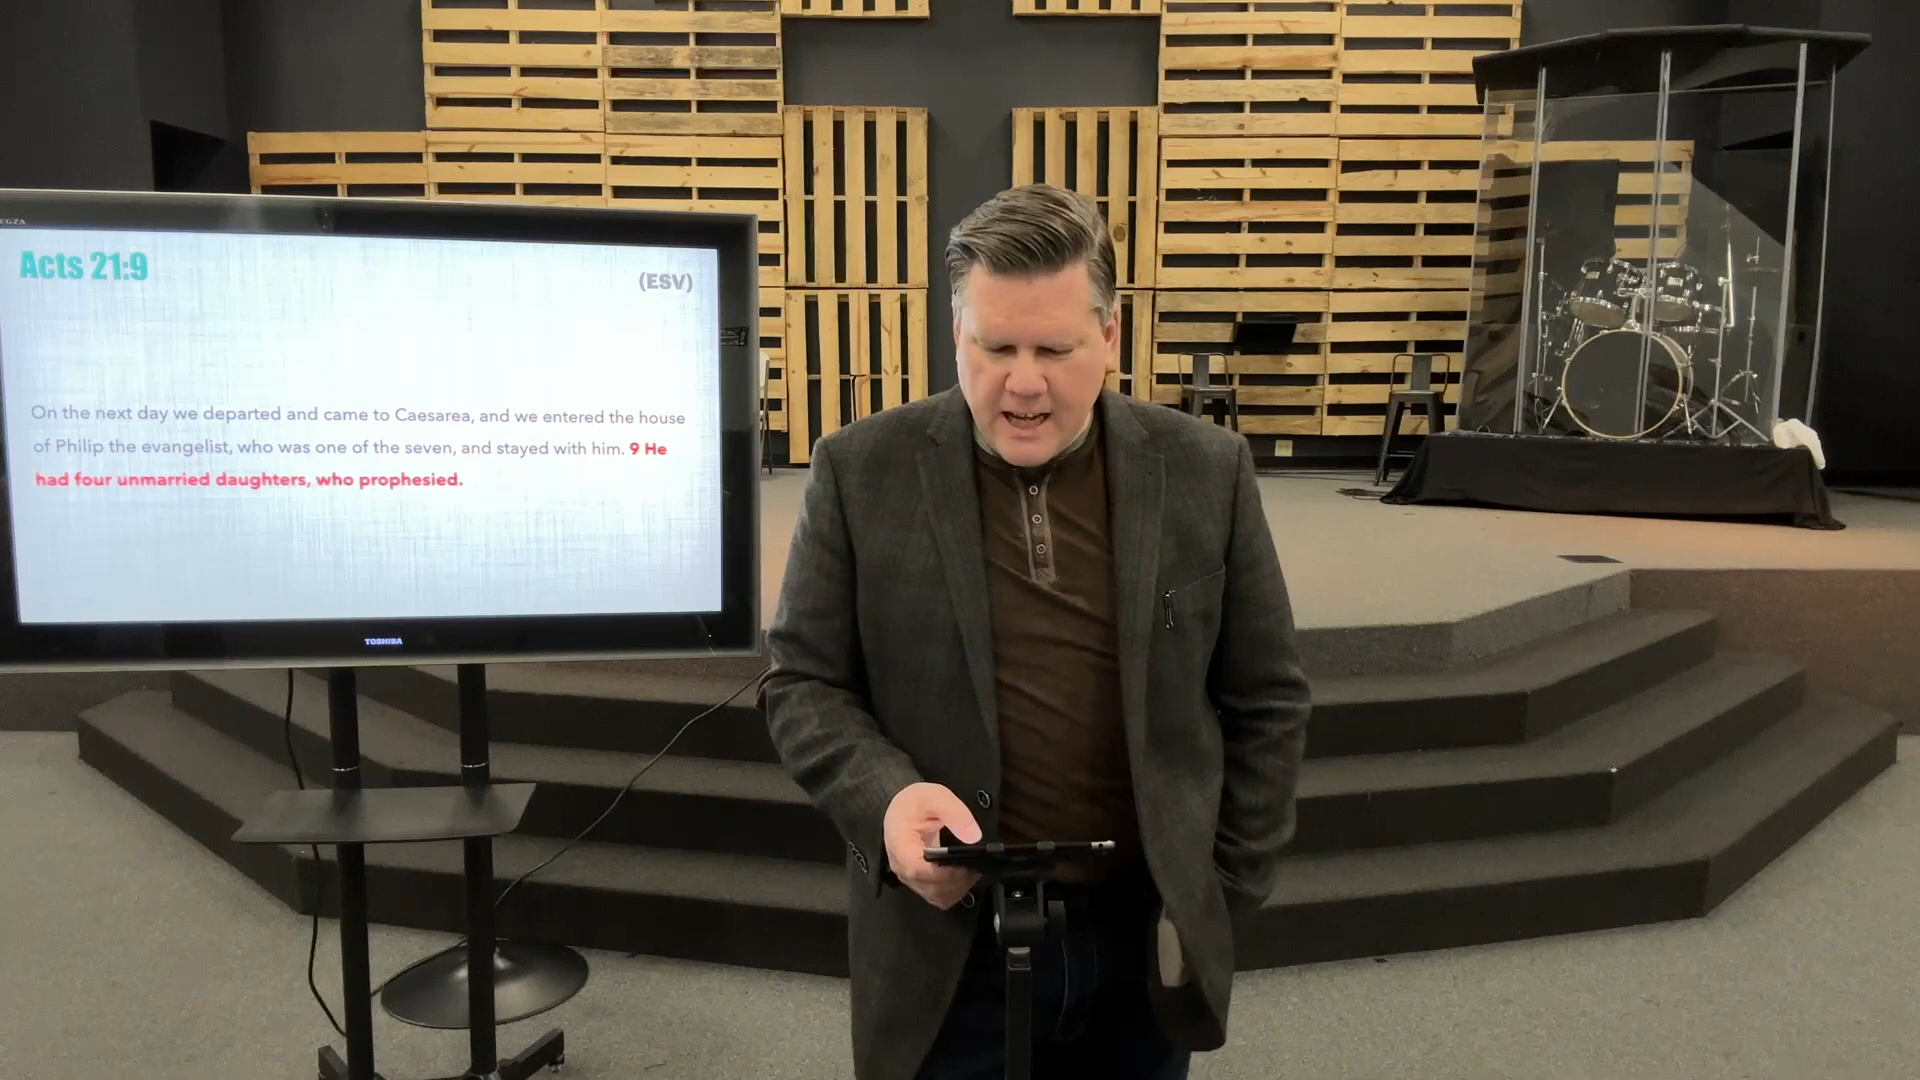 EGZA
Acts 21:9
(ESV)
On the next day we departed and came to Caesarea, and we entered the house
of Philip the evangelist, who was one of the seven, and stayed with him. 9 He
had four unmarried daughters, who prophesied.
TOSHIBA